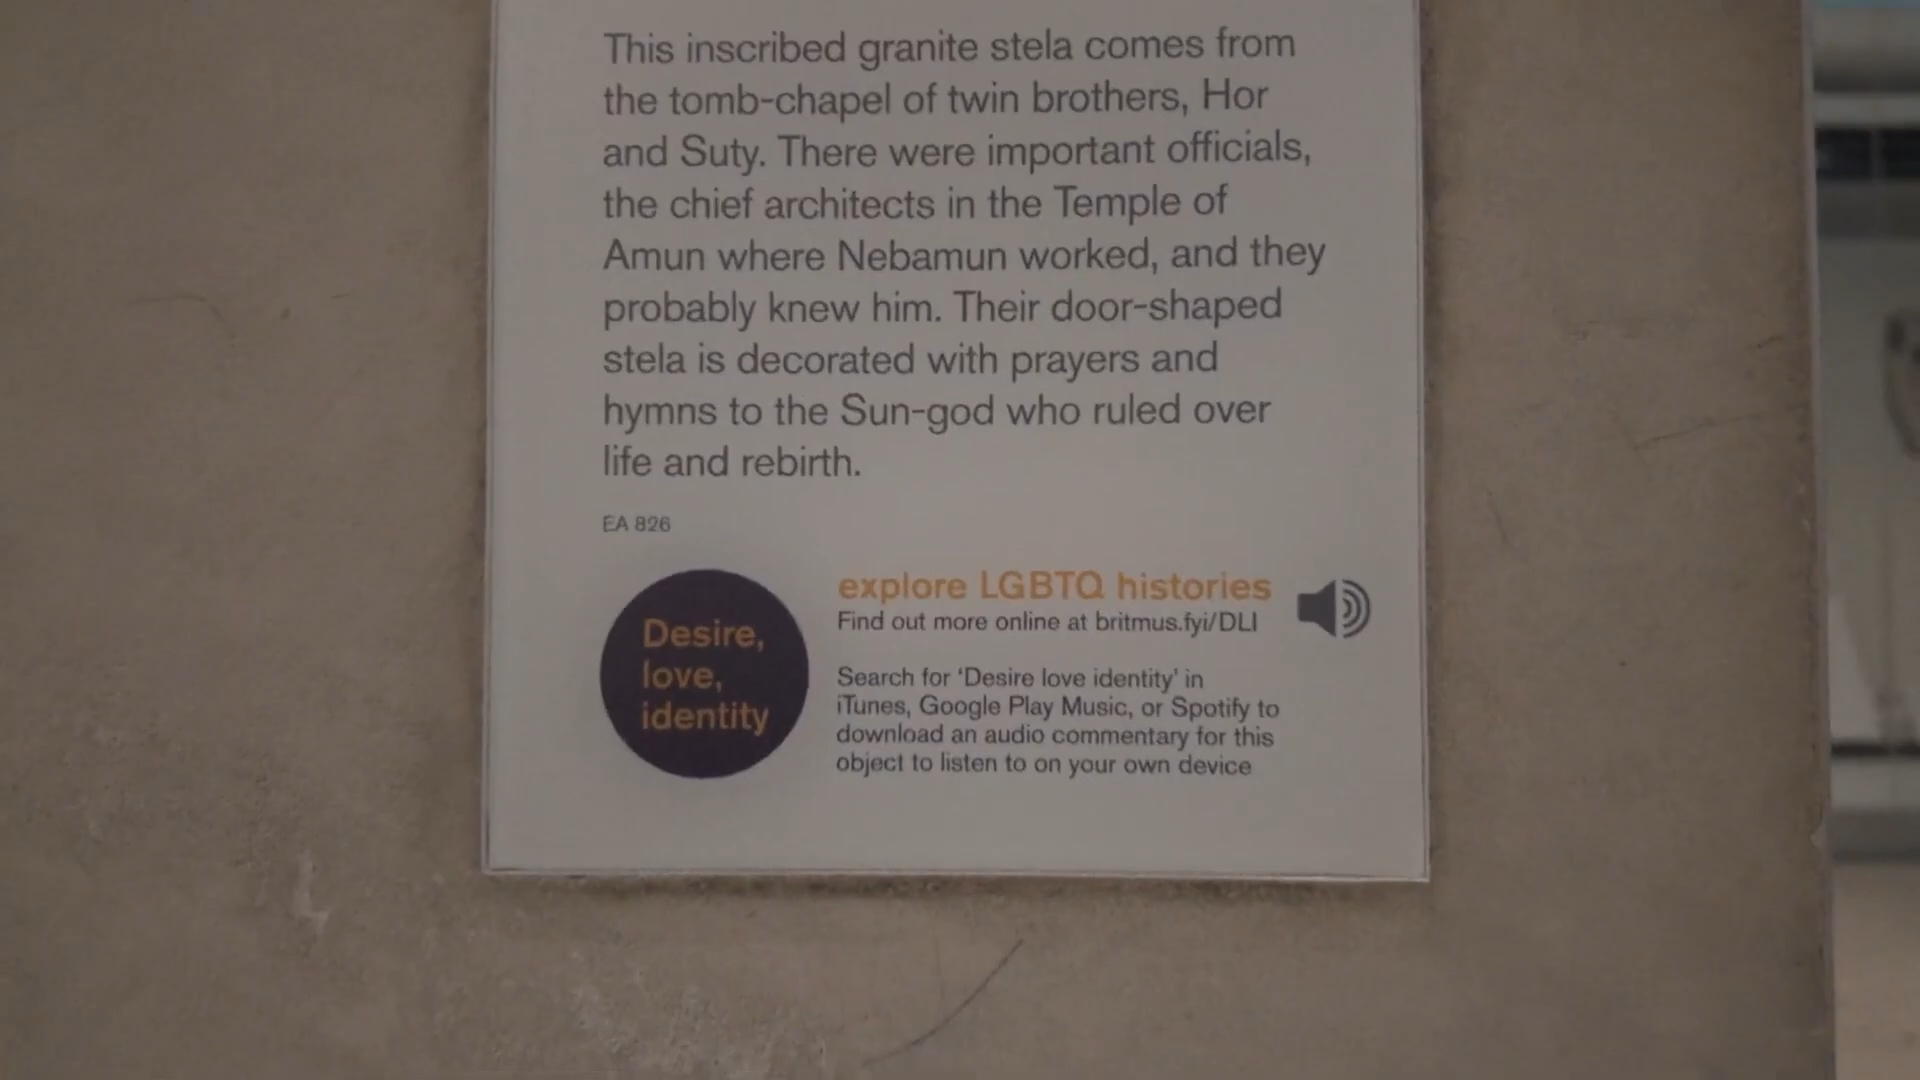 This inscribed granite stela comes from
the tomb-chapel of twin brothers, Hor
and Suty. There were important officials,
the chief architects in the Temple of
Amun where Nebamun worked, and they
probably knew him. Their door-shaped
stela is decorated with prayers and
hymns to the Sun-god who ruled over
life and rebirth.
EA 826
Desire,
love,
identity
explore LGBTQ histories
Find out more online at britmus.fyi/DLI
Search for ‘Desire love identity’ in
iTunes, Google Play Music, or Spotify to
download an audio commentary for this
object to listen to on your own device